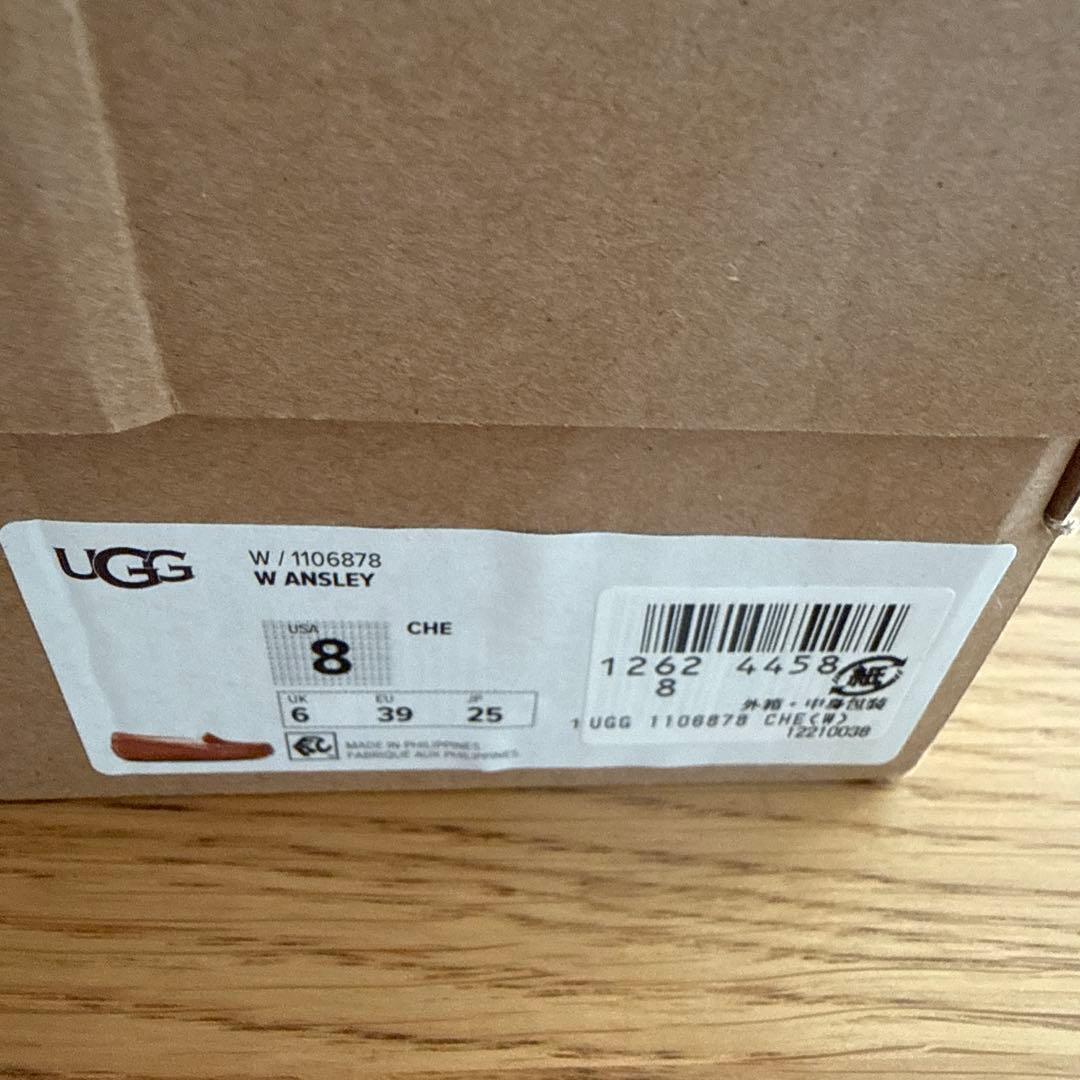 UGG
W / 1106878
W ANSLEY
USA
8
CHE
UK
6
EU
39
JP
25
MADE IN PHILIPPINES
FABRIQUÉ AUX PHILIPPINES
1262 4458
8
紙
外箱・中身包装
1 UGG 1106878 CHE(W)
12210038